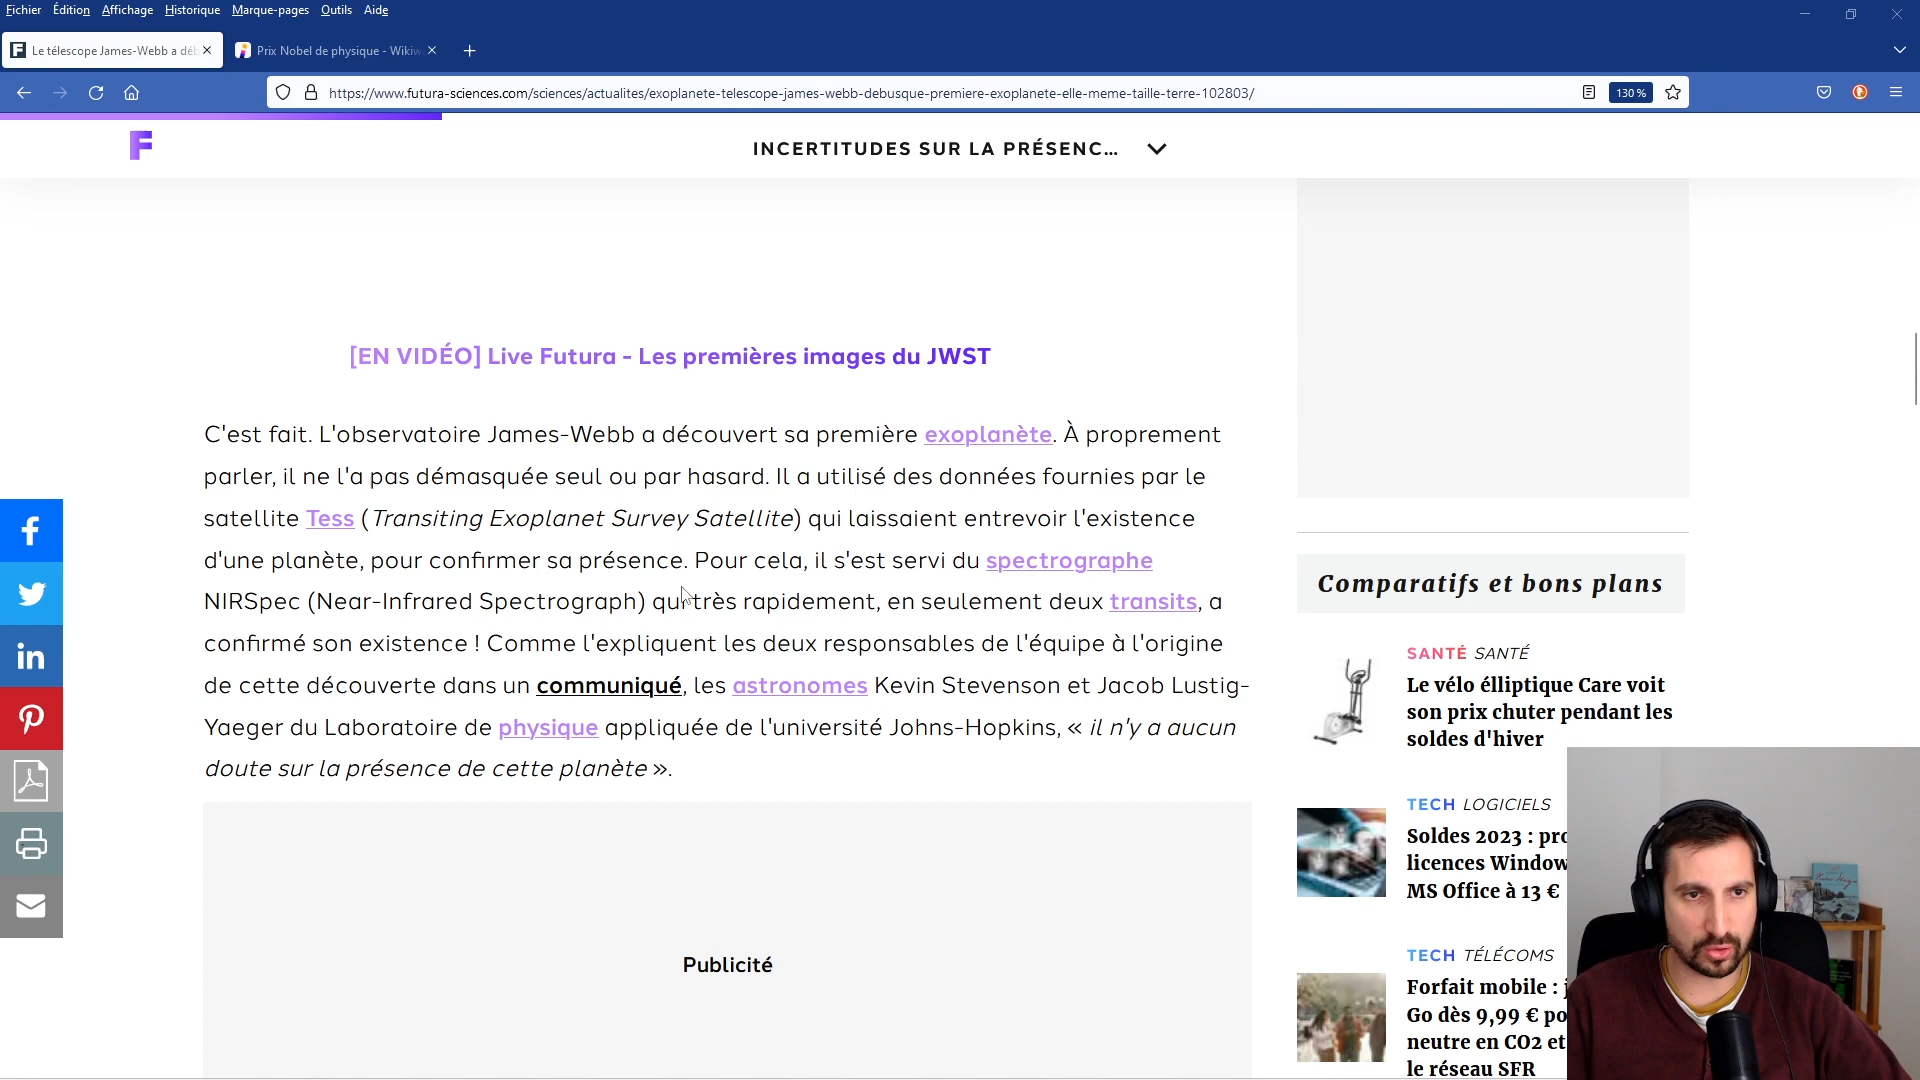 Fichier Édition Affichage Historique Marque-pages Outils Aide
Le télescope James-Webb a dé
Prix Nobel de physique - Wikiw
https://www.futura-sciences.com/sciences/actualites/exoplanete-telescope-james-webb-debusque-premiere-exoplanete-elle-meme-taille-terre-102803/
130 %
INCERTITUDES SUR LA PRÉSENC...
[EN VIDÉO] Live Futura - Les premières images du JWST
C'est fait. L'observatoire James-Webb a découvert sa première exoplanète. À proprement
parler, il ne l'a pas démasquée seul ou par hasard. Il a utilisé des données fournies par le
satellite Tess (Transiting Exoplanet Survey Satellite) qui laissaient entrevoir l'existence
d'une planète, pour confirmer sa présence. Pour cela, il s'est servi du spectrographe
NIRSpec (Near-Infrared Spectrograph) qui très rapidement, en seulement deux transits, a
confirmé son existence ! Comme l'expliquent les deux responsables de l'équipe à l'origine
de cette découverte dans un communiqué, les astronomes Kevin Stevenson et Jacob Lustig-
Yaeger du Laboratoire de physique appliquée de l'université Johns-Hopkins, « il n'y a aucun
doute sur la présence de cette planète ».
Publicité
Comparatifs et bons plans
SANTÉ SANTÉ
Le vélo élliptique Care voit
son prix chuter pendant les
soldes d'hiver
TECH LOGICIELS
Soldes 2023 : pro
licences Window
MS Office à 13 €
TECH TÉLÉCOMS
Forfait mobile : j
Go dès 9,99 € po
neutre en CO2 et
le réseau SFR